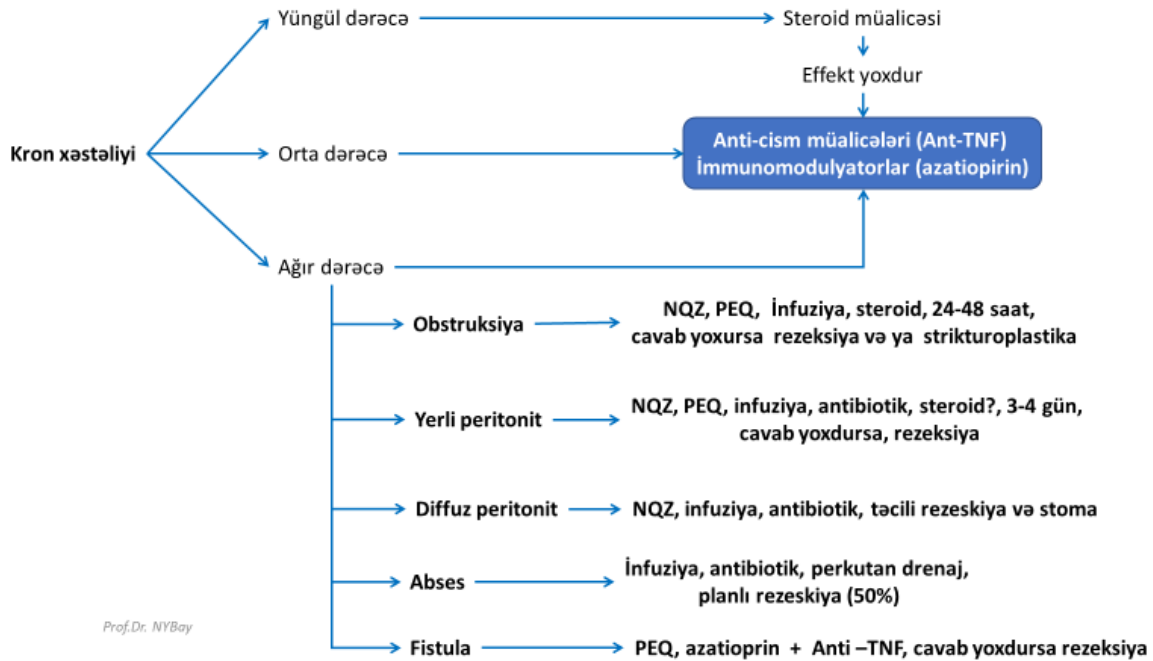 Yüngül dərəcə
Steroid müalicəsi
Effekt yoxdur
Kron xəstəliyi
Orta dərəcə
Anti-cism müalicələri (Ant-TNF)
İmmunomodulyatorlar (azatiopirin)
Ağır dərəcə
Obstruksiya
NQZ, PEQ, İnfuziya, steroid, 24-48 saat,
cavab yoxursa rezeksiya və ya strikturoplastika
Yerli peritonit
NQZ, PEQ, infuziya, antibiotik, steroid?, 3-4 gün,
cavab yoxdursa, rezeksiya
Diffuz peritonit
NQZ, infuziya, antibiotik, təcili rezeskiya və stoma
Abses
İnfuziya, antibiotik, perkutan drenaj,
planlı rezeskiya (50%)
Prof.Dr. NYBay
Fistula
PEQ, azatioprin + Anti –TNF, cavab yoxdursa rezeksiya